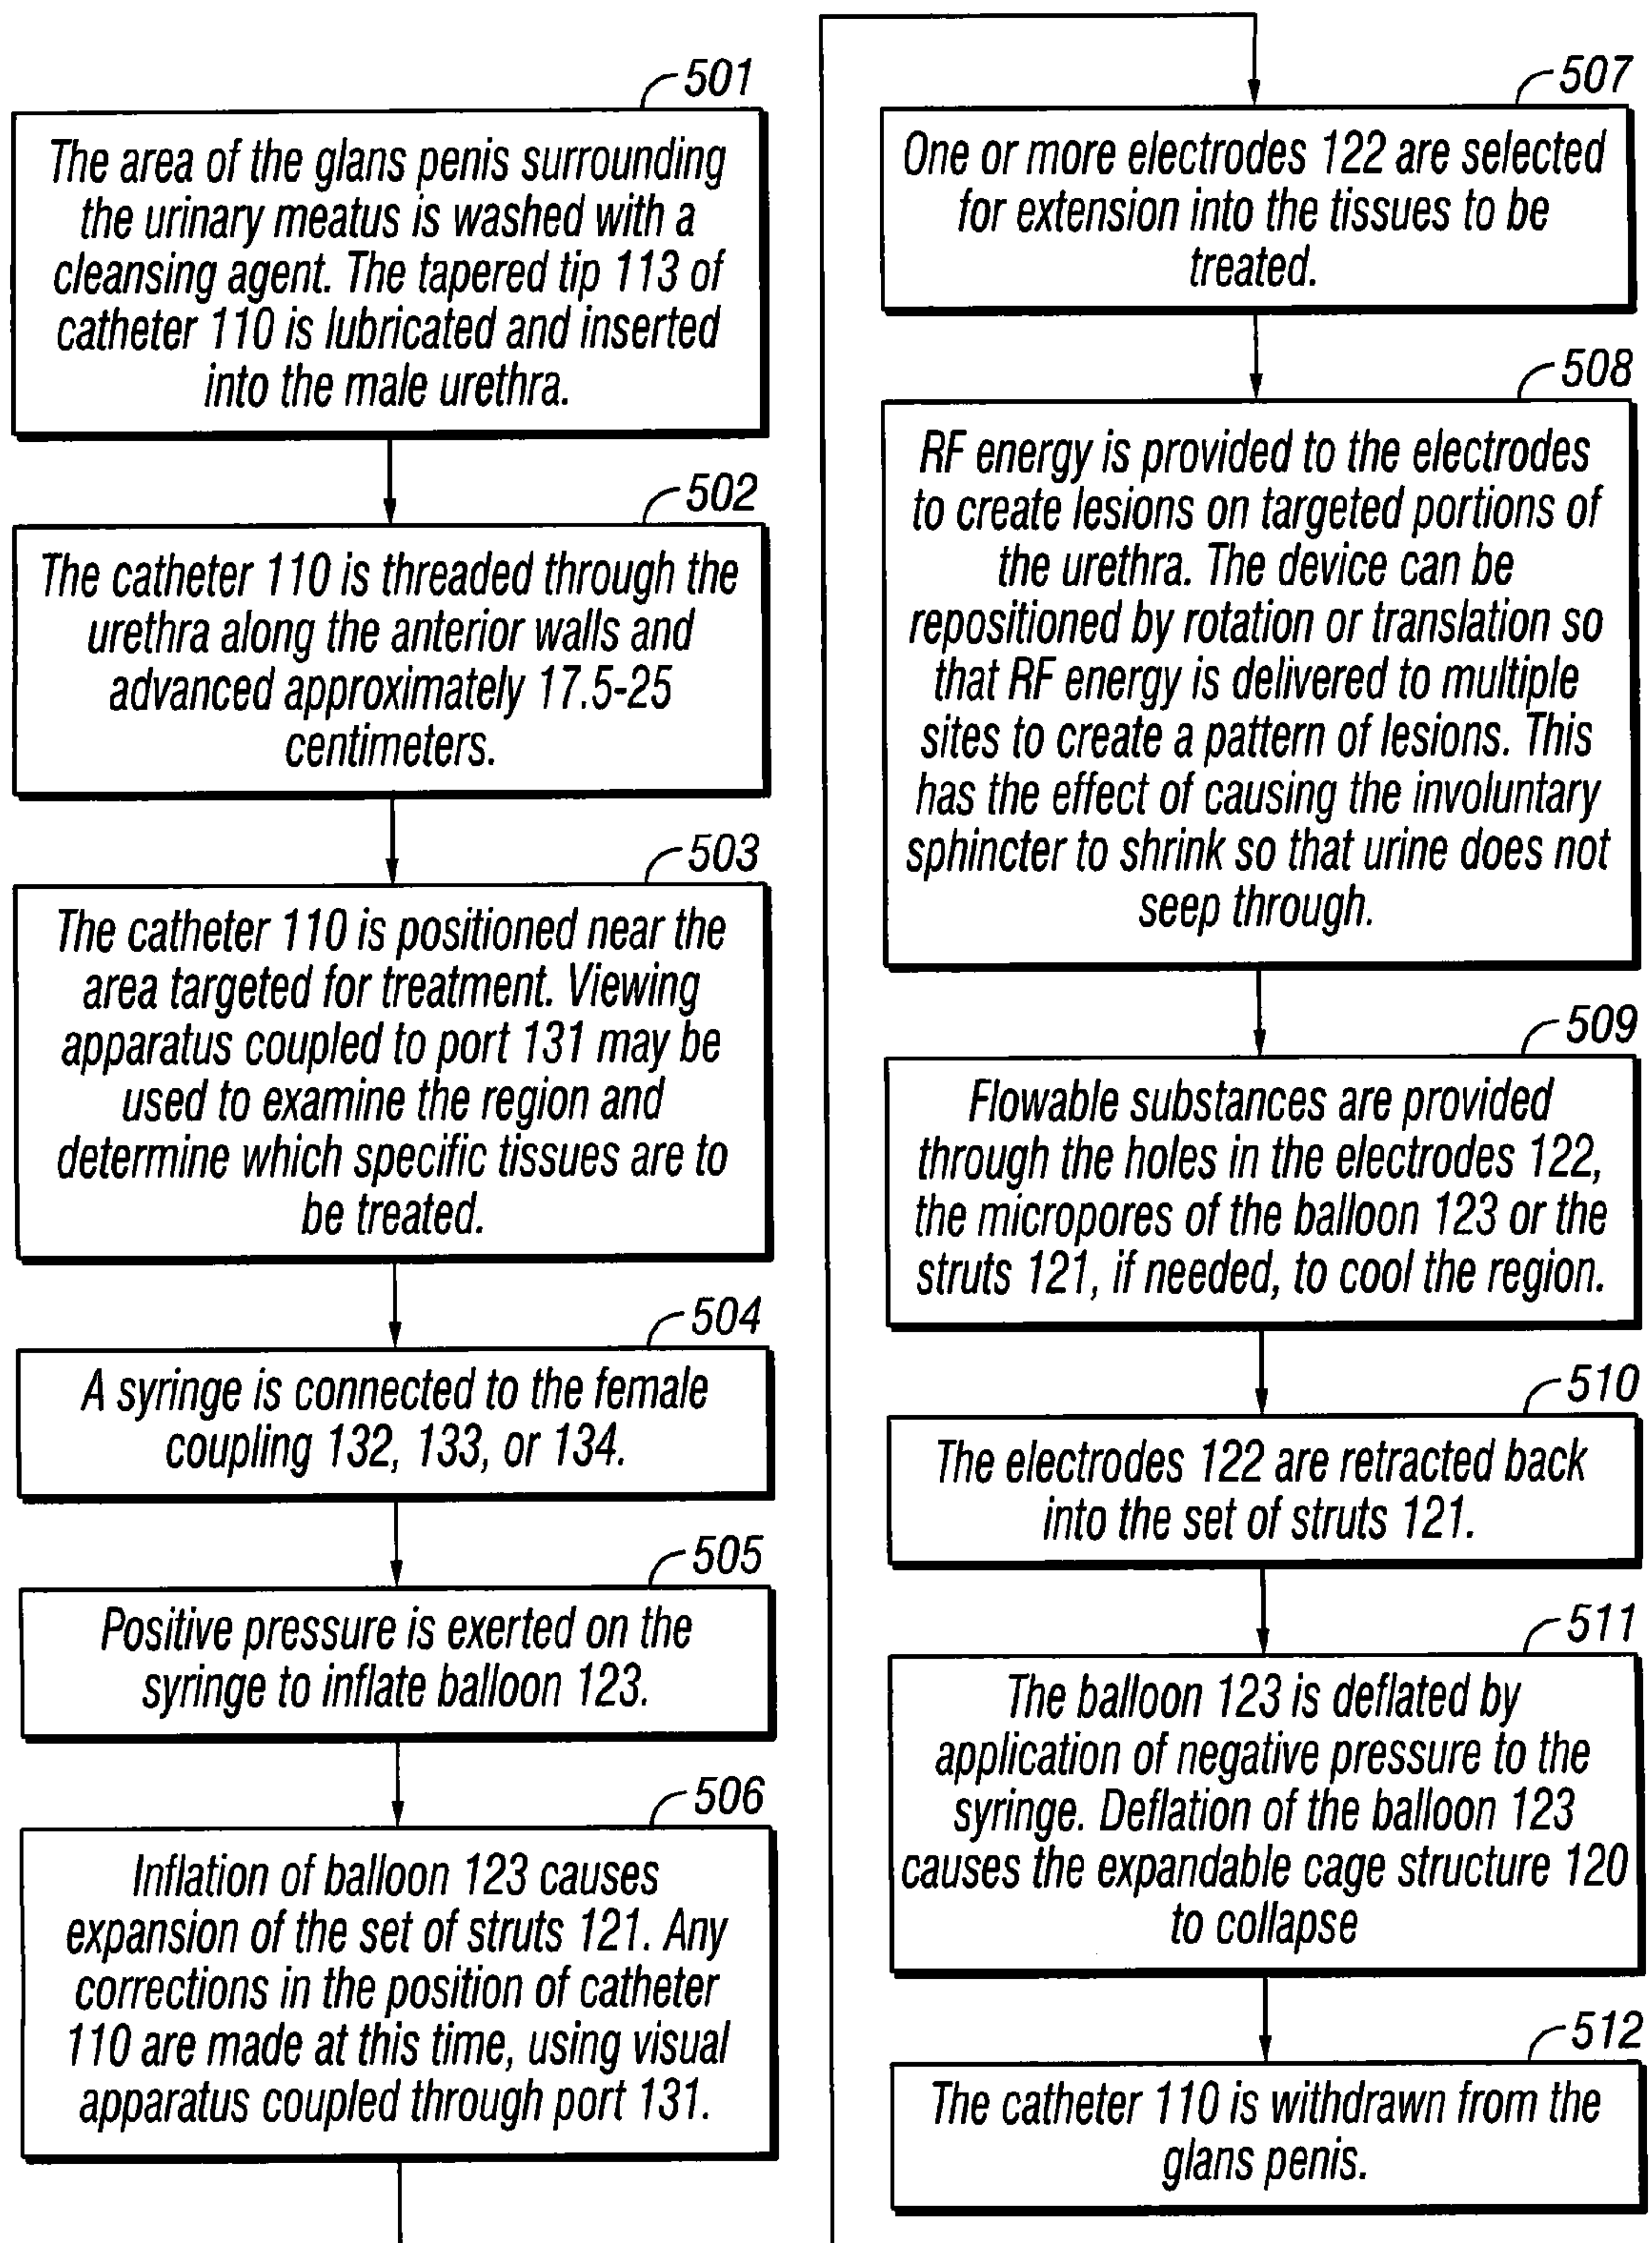 501
The area of the glans penis surrounding
the urinary meatus is washed with a
cleansing agent. The tapered tip 113 of
catheter 110 is lubricated and inserted
into the male urethra.
502
The catheter 110 is threaded through the
urethra along the anterior walls and
advanced approximately 17.5-25
centimeters.
503
The catheter 110 is positioned near the
area targeted for treatment. Viewing
apparatus coupled to port 131 may be
used to examine the region and
determine which specific tissues are to
be treated.
504
A syringe is connected to the female
coupling 132, 133, or 134.
505
Positive pressure is exerted on the
syringe to inflate balloon 123.
506
Inflation of balloon 123 causes
expansion of the set of struts 121. Any
corrections in the position of catheter
110 are made at this time, using visual
apparatus coupled through port 131.
507
One or more electrodes 122 are selected
for extension into the tissues to be
treated.
508
RF energy is provided to the electrodes
to create lesions on targeted portions of
the urethra. The device can be
repositioned by rotation or translation so
that RF energy is delivered to multiple
sites to create a pattern of lesions. This
has the effect of causing the involuntary
sphincter to shrink so that urine does not
seep through.
509
Flowable substances are provided
through the holes in the electrodes 122,
the micropores of the balloon 123 or the
struts 121, if needed, to cool the region.
510
The electrodes 122 are retracted back
into the set of struts 121.
511
The balloon 123 is deflated by
application of negative pressure to the
syringe. Deflation of the balloon 123
causes the expandable cage structure 120
to collapse
512
The catheter 110 is withdrawn from the
glans penis.